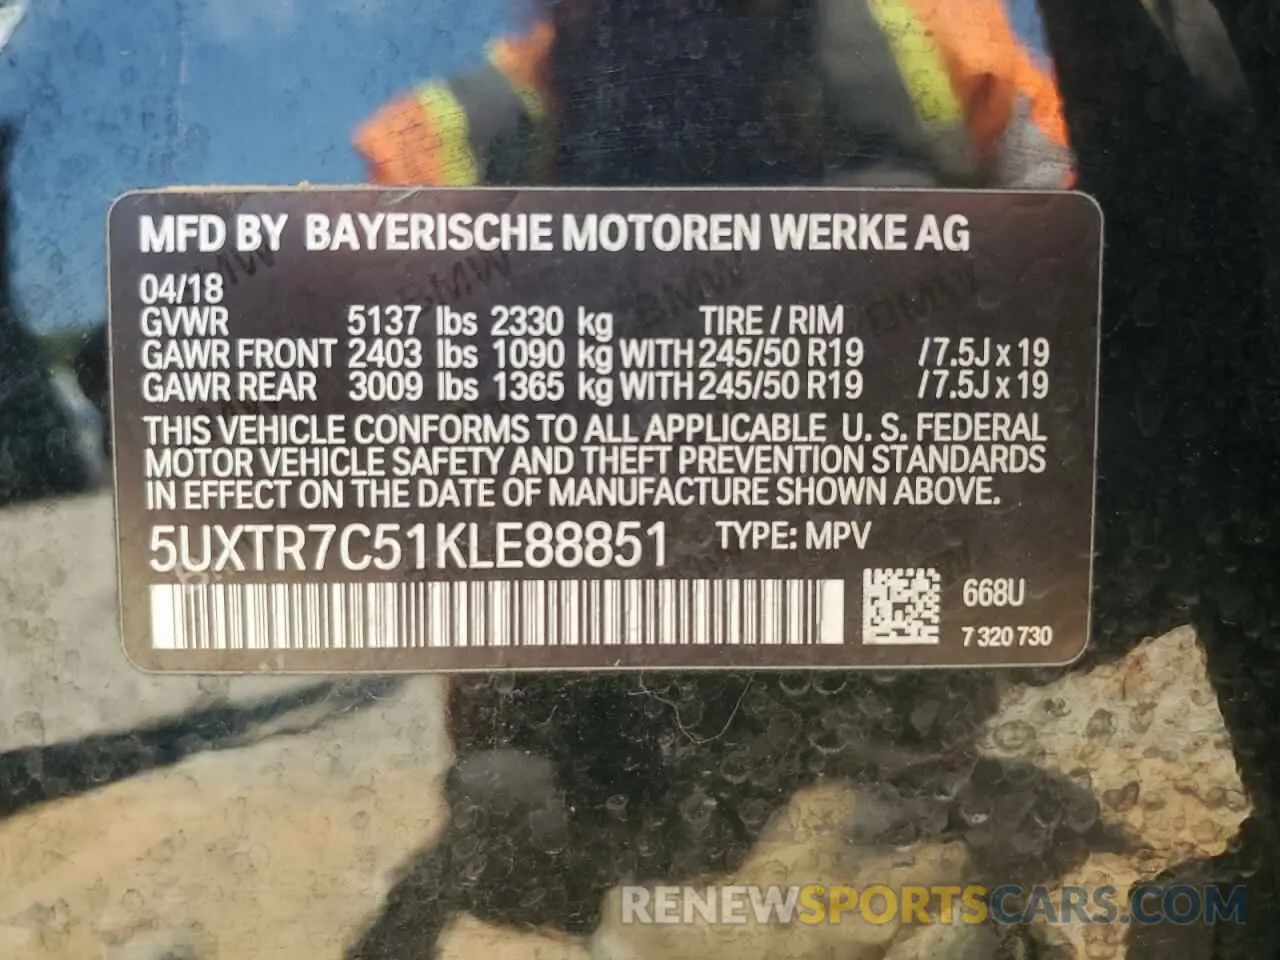 MFD BY BAYERISCHE MOTOREN WERKE AG
04/18
GVWR 5137 lbs 2330 kg TIRE / RIM
GAWR FRONT 2403 lbs 1090 kg WITH 245/50 R19 / 7.5J x 19
GAWR REAR 3009 lbs 1365 kg WITH 245/50 R19 / 7.5J x 19
THIS VEHICLE CONFORMS TO ALL APPLICABLE U. S. FEDERAL
MOTOR VEHICLE SAFETY AND THEFT PREVENTION STANDARDS
IN EFFECT ON THE DATE OF MANUFACTURE SHOWN ABOVE.
5UXTR7C51KLE88851 TYPE: MPV
668U
7 320 730
RENEWSPORTSCARS.COM